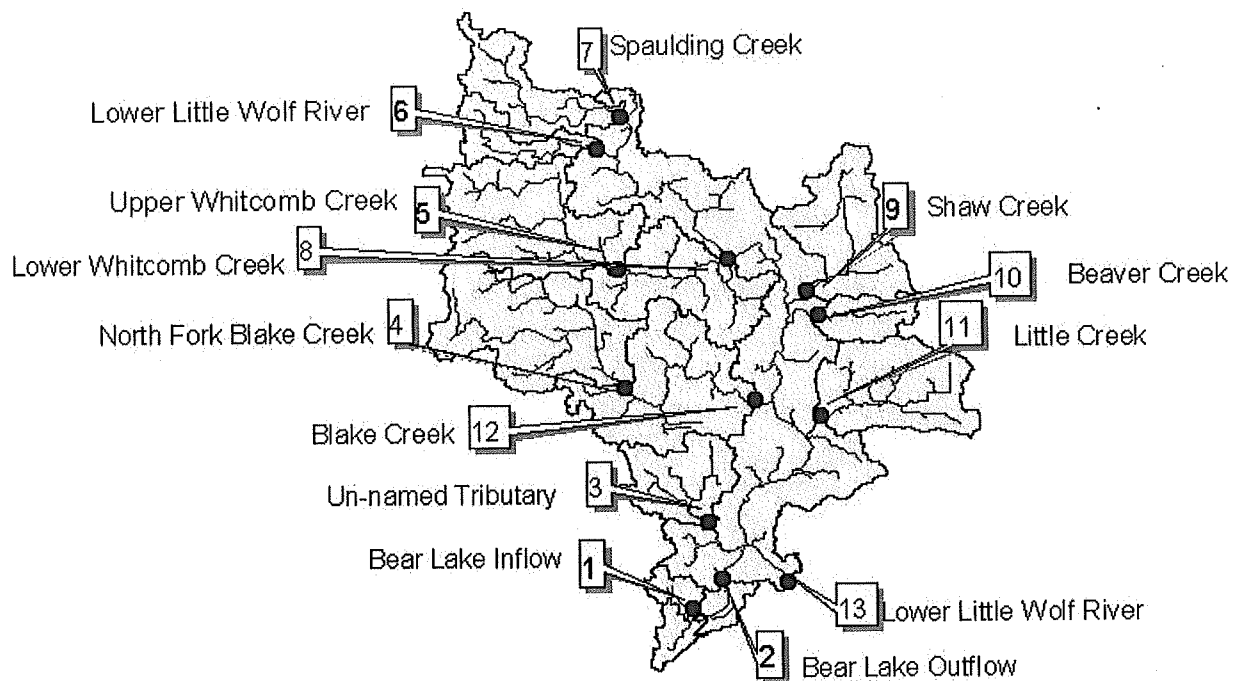 7 Spaulding Creek
Lower Little Wolf River 6
Upper Whitcomb Creek 5
9 Shaw Creek
Lower Whitcomb Creek 8
10 Beaver Creek
North Fork Blake Creek 4
11 Little Creek
Blake Creek 12
Un-named Tributary 3
Bear Lake Inflow 1
13 Lower Little Wolf River
2 Bear Lake Outflow